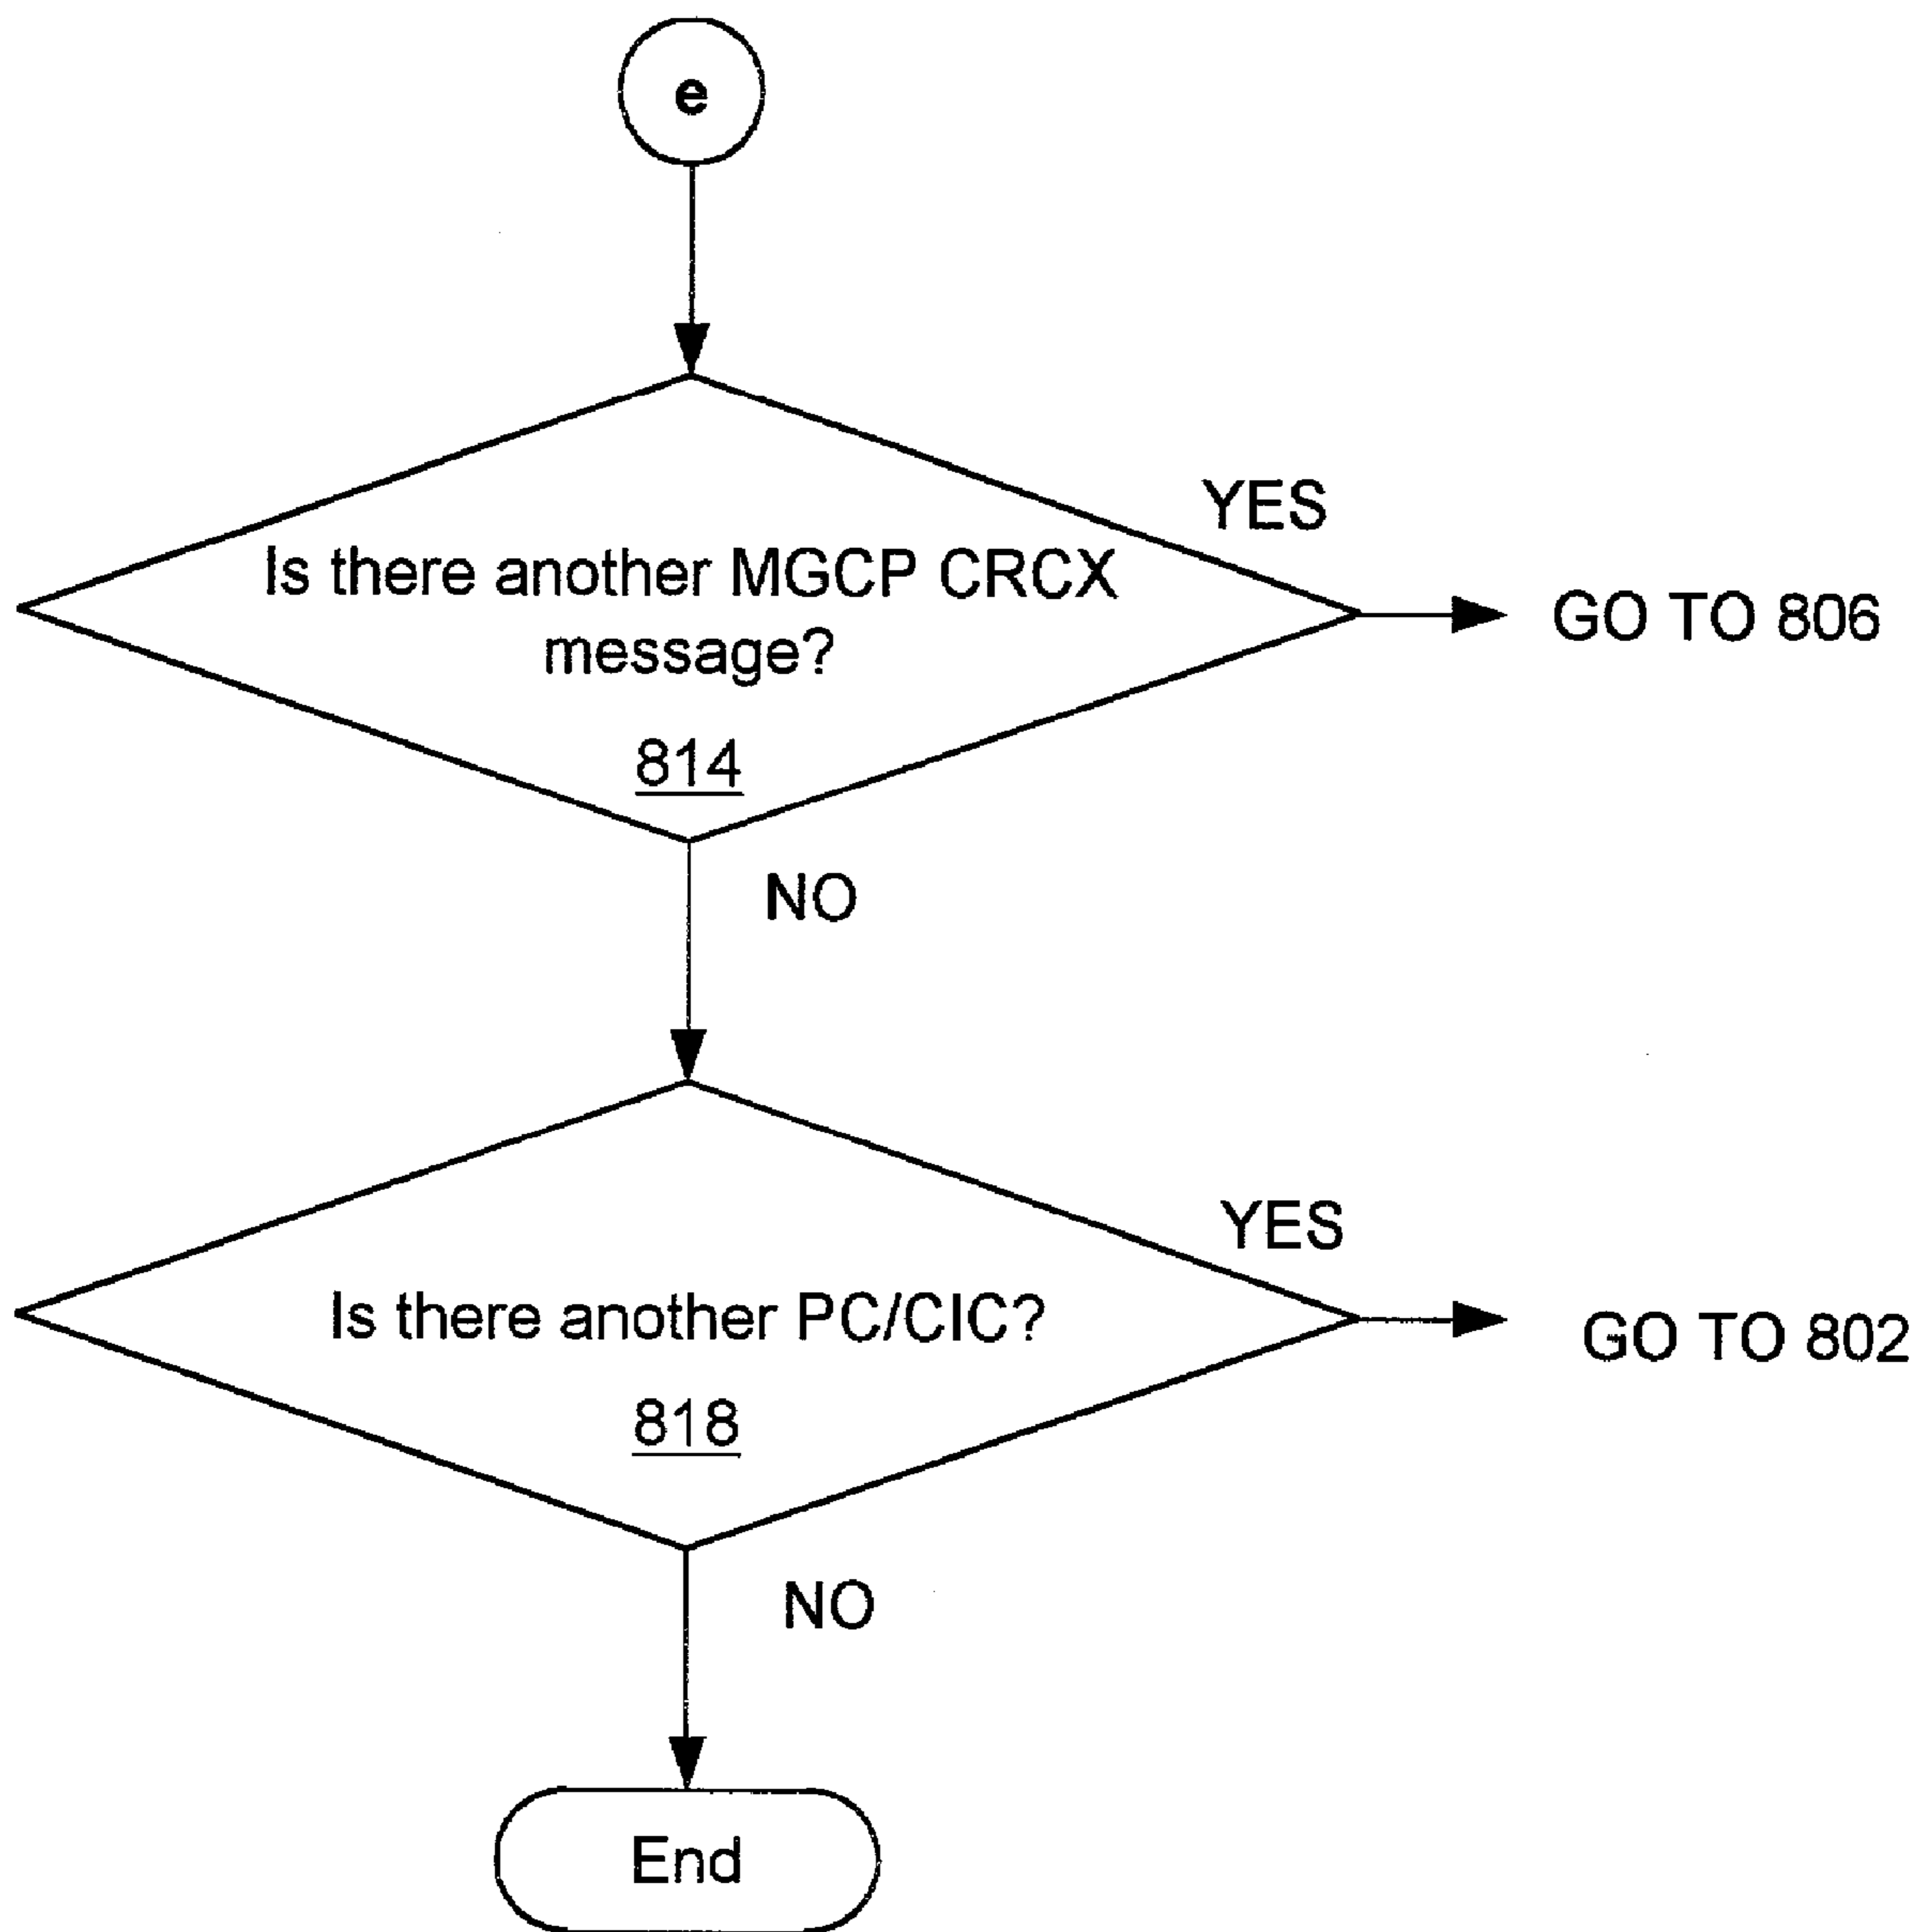 e
YES
Is there another MGCP CRCX
message?
GO TO 806
814
NO
YES
Is there another PC/CIC?
GO TO 802
818
NO
End